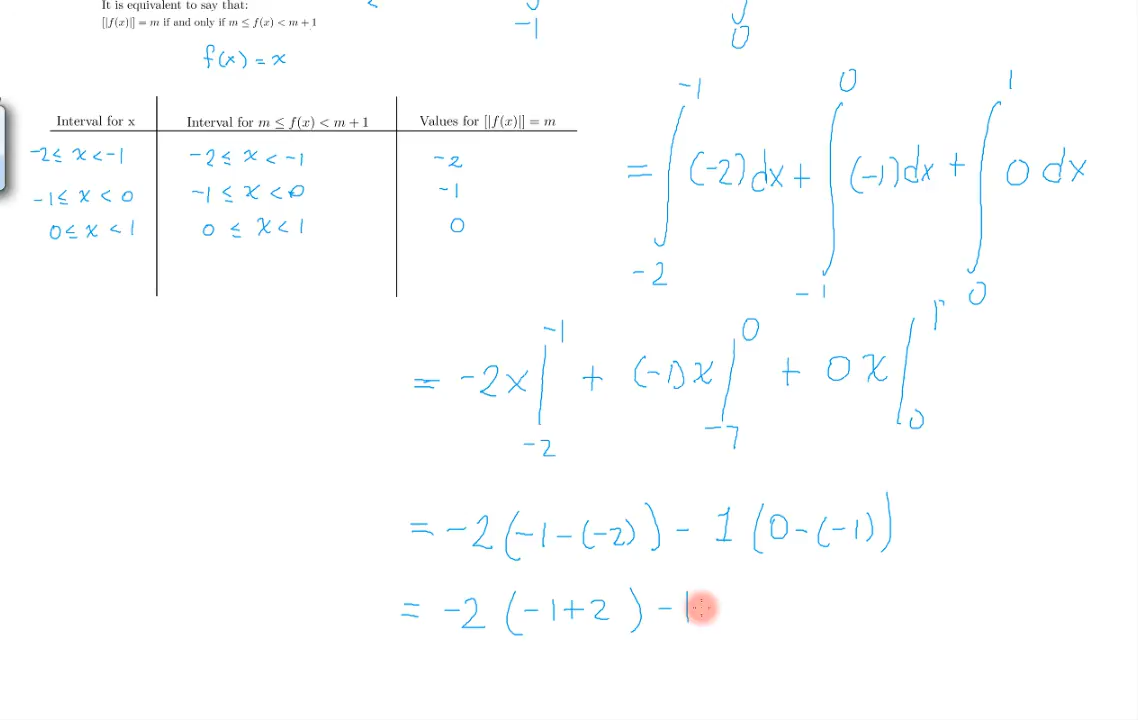 It is equivalent to say that:
[|f(x)|] = m if and only if m ≤ f(x) < m + 1
-1
0
f(x) = x
Interval for x Interval for m ≤ f(x) < m + 1 Values for [|f(x)|] = m
-2 ≤ x < -1 -2 ≤ x < -1 -2
-1 ≤ x < 0 -1 ≤ x < 0 -1
0 ≤ x < 1 0 ≤ x < 1 0
= ∫_{-2}^{-1} (-2) dx + ∫_{-1}^{0} (-1) dx + ∫_{0}^{1} 0 dx
= -2x |_{-2}^{-1} + (-1)x |_{-7}^{0} + 0x |_{0}^{1}
= -2(-1-(-2)) - 1(0-(-1))
= -2(-1+2) - 1